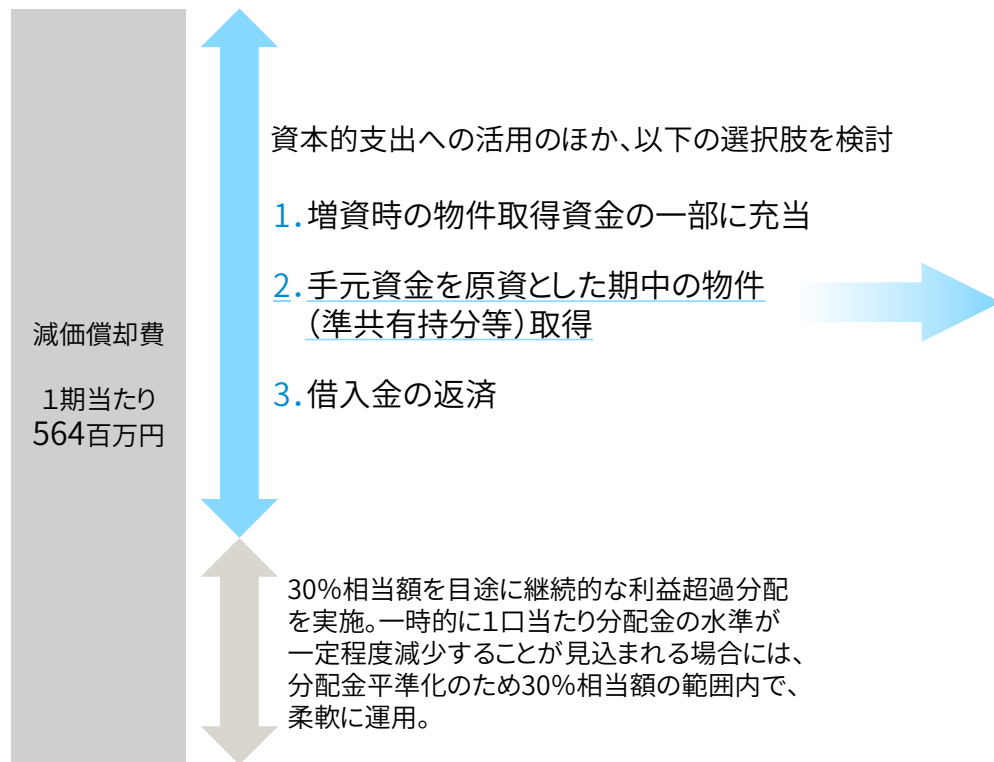 減価償却費
1期当たり
564百万円
資本的支出への活用のほか、以下の選択肢を検討
1.増資時の物件取得資金の一部に充当
2.手元資金を原資とした期中の物件
（準共有持分等）取得
3.借入金の返済
30%相当額を目途に継続的な利益超過分配
を実施。一時的に1口当たり分配金の水準が
一定程度減少することが見込まれる場合には、
分配金平準化のため30%相当額の範囲内で、
柔軟に運用。